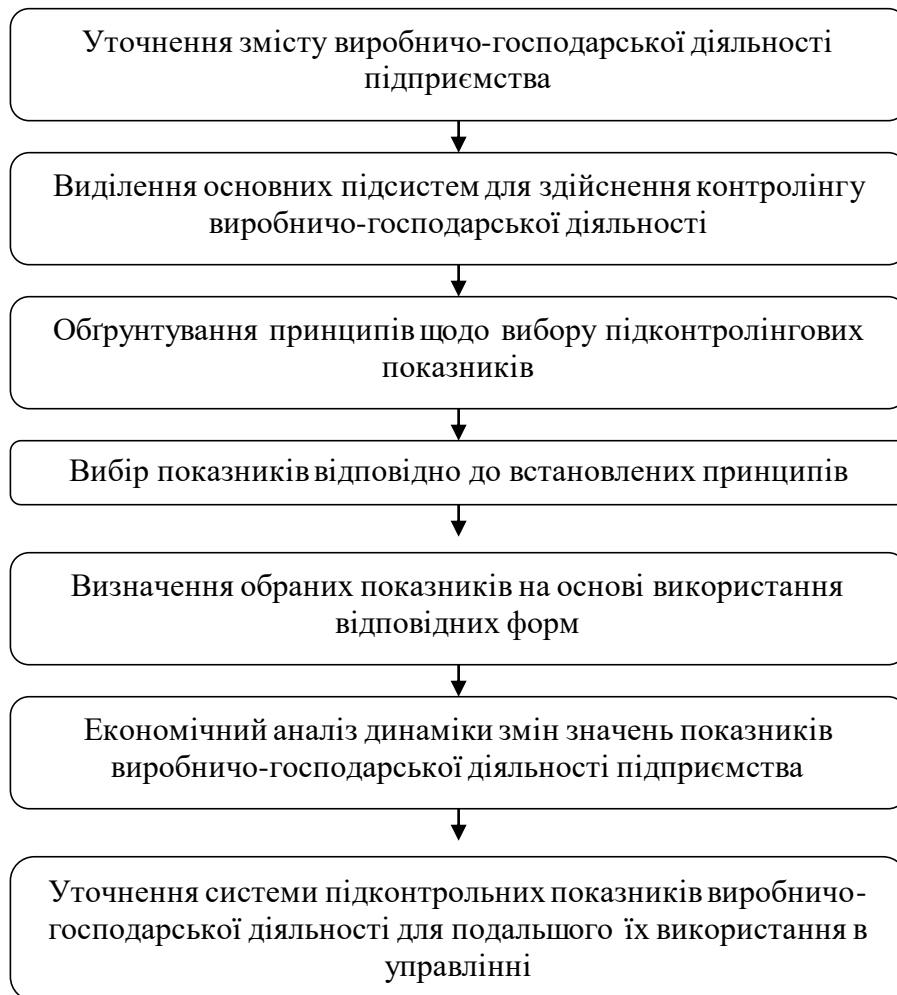 Уточнення змісту виробничо-господарської діяльності
підприємства
Виділення основних підсистем для здійснення контролінгу
виробничо-господарської діяльності
Обґрунтування принципів щодо вибору підконтролінгових
показників
Вибір показників відповідно до встановлених принципів
Визначення обраних показників на основі використання
відповідних форм
Економічний аналіз динаміки змін значень показників
виробничо-господарської діяльності підприємства
Уточнення системи підконтрольних показників виробничо-
господарської діяльності для подальшого їх використання в
управлінні